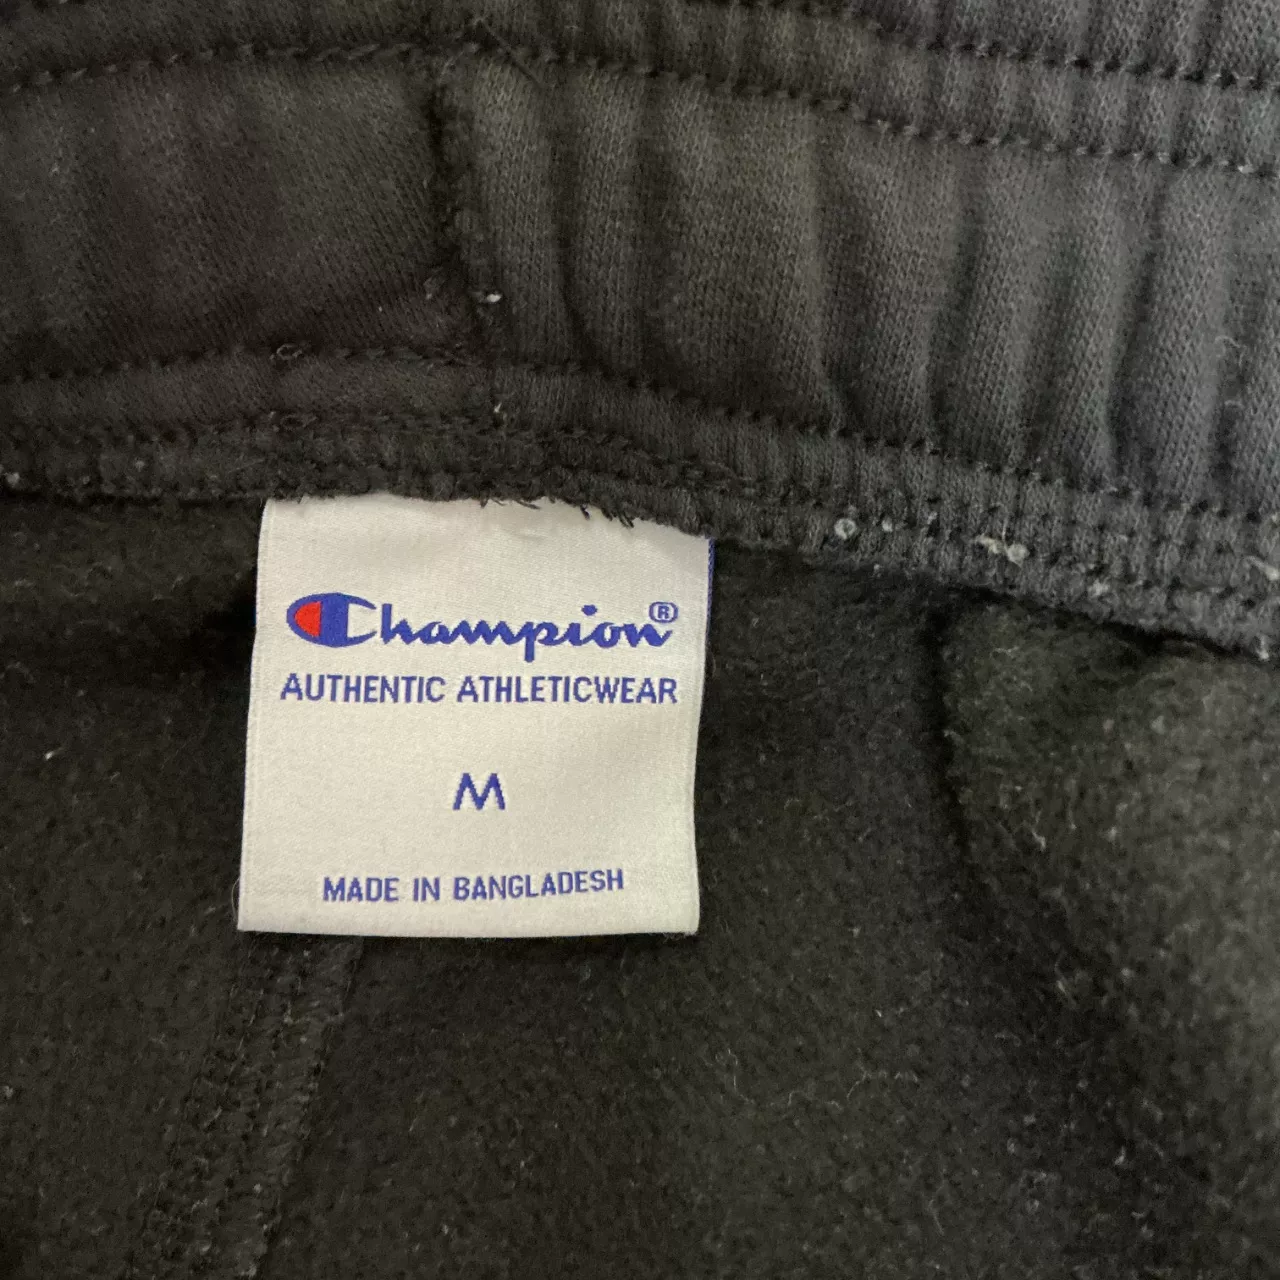 Champion®
AUTHENTIC ATHLETICWEAR
M
MADE IN BANGLADESH